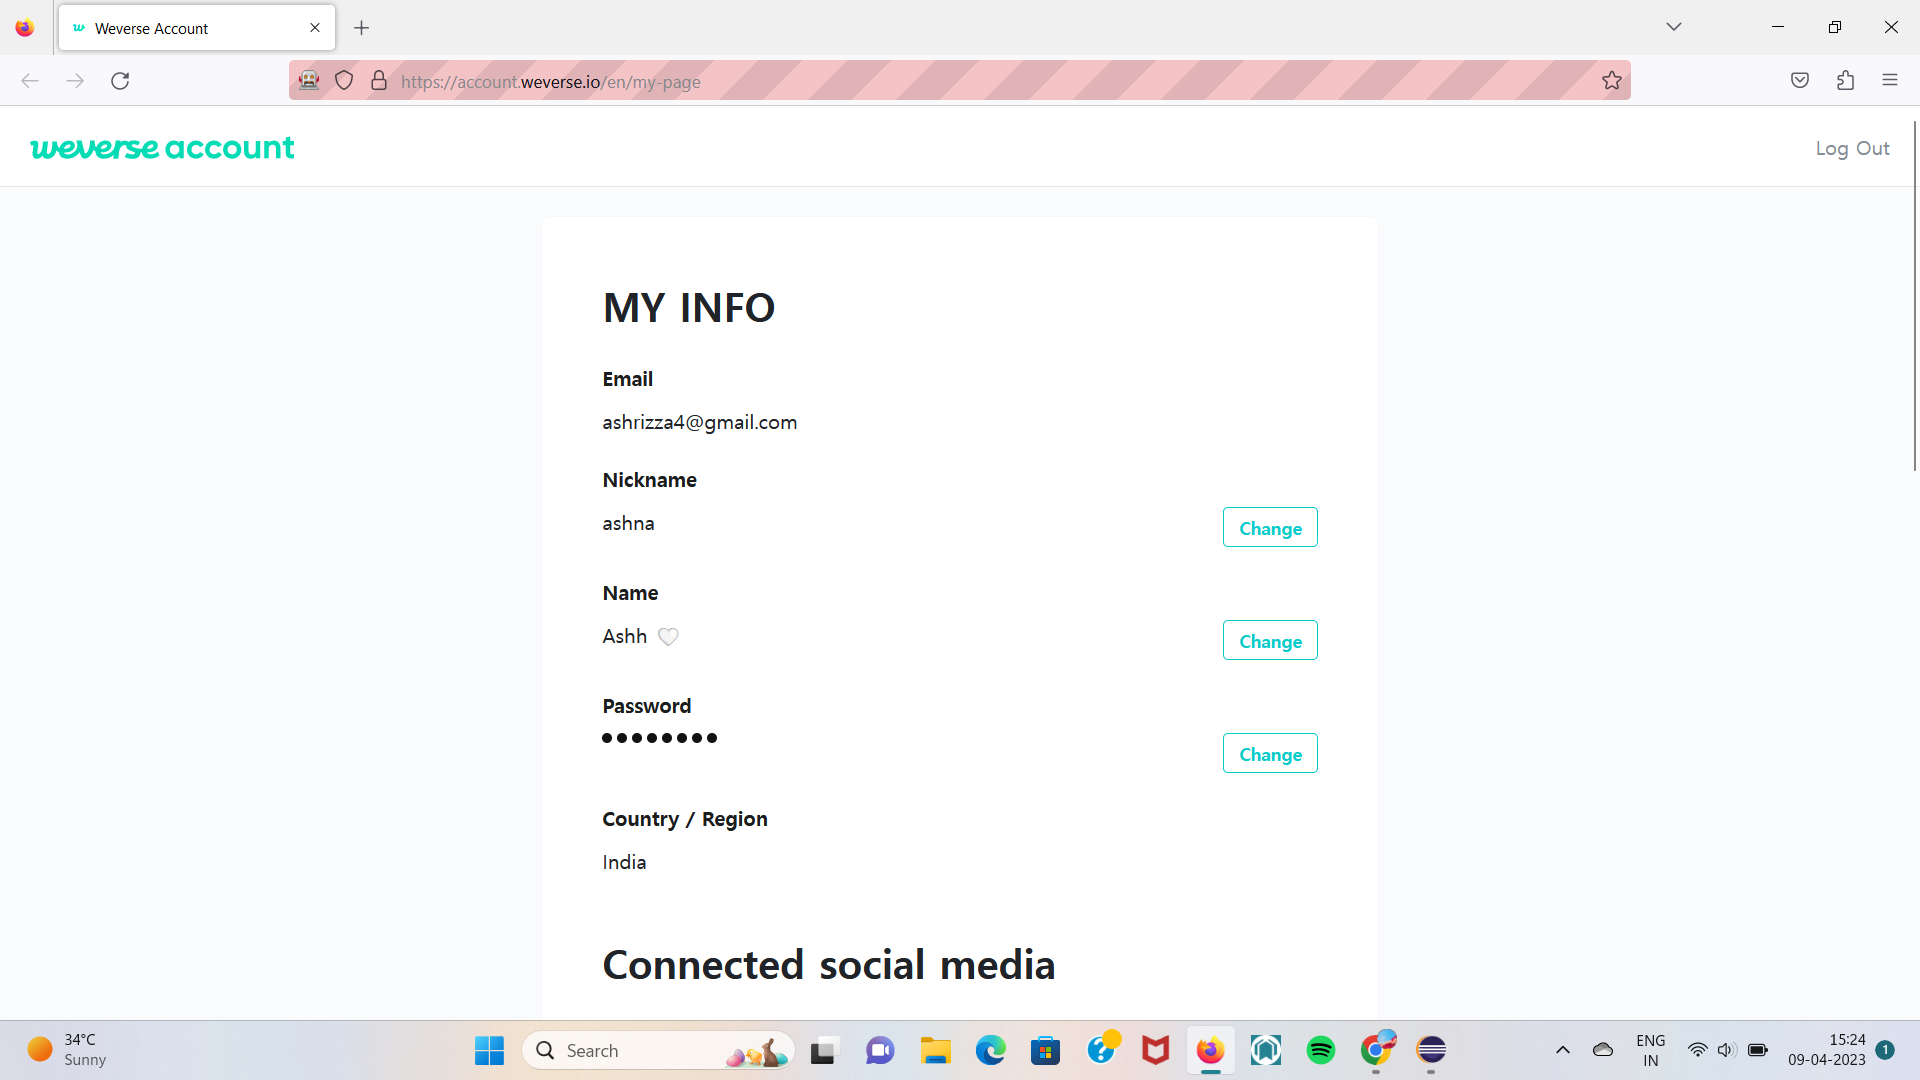 Weverse Account
https://account.weverse.io/en/my-page
weverse account
Log Out
MY INFO
Email
ashrizza4@gmail.com
Nickname
ashna
Change
Name
Ashh 🤍
Change
Password
Change
Country / Region
India
Connected social media
34°C
Sunny
Search
ENG
IN
15:24
09-04-2023
1